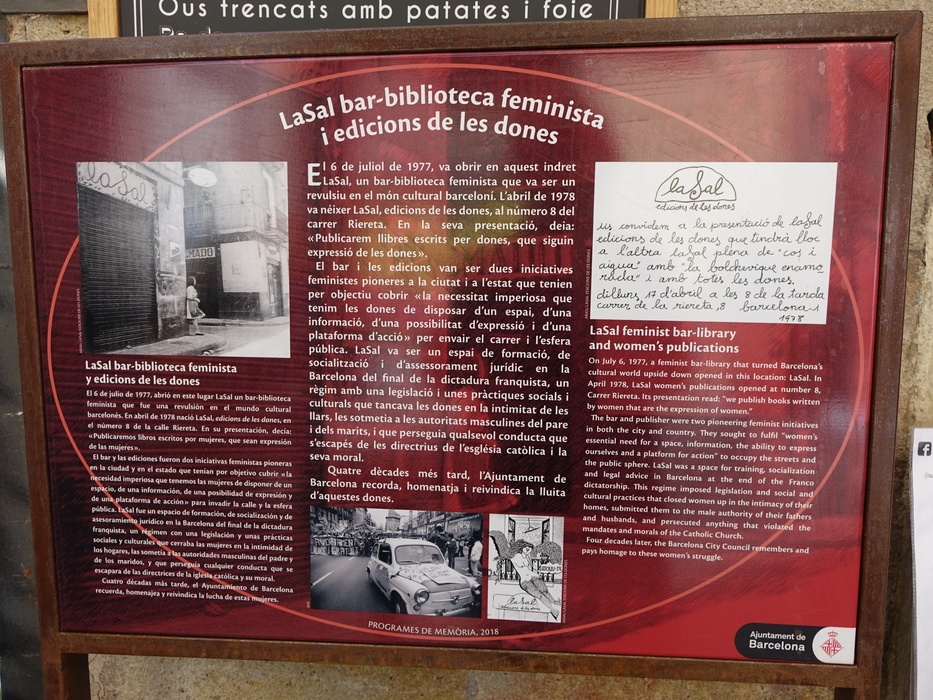 Ous trencats amb patates i foie
LaSal bar-biblioteca feminista
i edicions de les dones
LaSal bar-biblioteca feminista
y edicions de les dones
El 6 de julio de 1977, abrió en este lugar LaSal un bar-biblioteca
feminista que fue una revulsión en el mundo cultural
barcelonés. En abril de 1978 nació LaSal, edicions de les dones, en
el número 8 de la calle Riereta. En su presentación, decía:
«Publicaremos libros escritos por mujeres, que sean expresión
de las mujeres».
El bar y las ediciones fueron dos iniciativas feministas pioneras
en la ciudad y en el estado que tenían por objetivo cubrir «la
necesidad imperiosa que tenemos las mujeres de disponer de un
espacio, de una información, de una posibilidad de expresión y
de una plataforma de acción» para invadir la calle y la esfera
pública. LaSal fue un espacio de formación, de socialización y de
asesoramiento jurídico en la Barcelona del final de la dictadura
franquista, un régimen con una legislación y unas prácticas
sociales y culturales que cerraba las mujeres en la intimidad de
los hogares, las sometía a las autoridades masculinas del padre y
de los maridos, y que perseguía cualquier conducta que se
escapara de las directrices de la iglesia católica y su moral.
Cuatro décadas más tarde, el Ayuntamiento de Barcelona
recuerda, homenajea y reivindica la lucha de estas mujeres.
El 6 de juliol de 1977, va obrir en aquest indret
LaSal, un bar-biblioteca feminista que va ser un
revulsiu en el món cultural barceloní. L'abril de 1978
va néixer LaSal, edicions de les dones, al número 8 del
carrer Riereta. En la seva presentació, deia:
«Publicarem llibres escrits per dones, que siguin
expressió de les dones».
El bar i les edicions van ser dues iniciatives
feministes pioneres a la ciutat i a l'estat que tenien
per objectiu cobrir «la necessitat imperiosa que
tenim les dones de disposar d'un espai, d'una
informació, d'una possibilitat d'expressió i d'una
plataforma d'acció» per envair el carrer i l'esfera
pública. LaSal va ser un espai de formació, de
socialització i d'assessorament jurídic en la
Barcelona del final de la dictadura franquista, un
règim amb una legislació i unes pràctiques socials i
culturals que tancava les dones en la intimitat de les
llars, les sotmetia a les autoritats masculines del pare
i dels marits, i que perseguia qualsevol conducta que
s'escapés de les directrius de l'església catòlica i la
seva moral.
Quatre dècades més tard, l'Ajuntament de
Barcelona recorda, homenatja i reivindica la lluita
d'aquestes dones.
laSal
edicions de les dones
us convidem a la presentació de laSal
edicions de les dones que tindrà lloc
a l'altra laSal plena de "cos i
aigua" amb "la bolchevique enamo
rada" i amb totes les dones.
dilluns, 17 d'abril a les 8 de la tarda
carrer de la riereta, 8 barcelona-1
1978
LaSal feminist bar-library
and women's publications
On July 6, 1977, a feminist bar-library that turned Barcelona's
cultural world upside down opened in this location: LaSal. In
April 1978, LaSal women's publications opened at number 8,
Carrer Riereta. Its presentation read: "we publish books written
by women that are the expression of women."
The bar and publisher were two pioneering feminist initiatives
in both the city and country. They sought to fulfil "women's
essential need for a space, information, the ability to express
ourselves and a platform for action" to occupy the streets and
the public sphere. LaSal was a space for training, socialization
and legal advice in Barcelona at the end of the Franco
dictatorship. This regime imposed legislation and social and
cultural practices that closed women up in the intimacy of their
homes, submitted them to the male authority of their fathers
and husbands, and persecuted anything that violated the
mandates and morals of the Catholic Church.
Four decades later, the Barcelona City Council remembers and
pays homage to these women's struggle.
la Sal
MADO
laSal
edicions de les dones
PROGRAMES DE MEMÒRIA, 2018
Ajuntament de
Barcelona